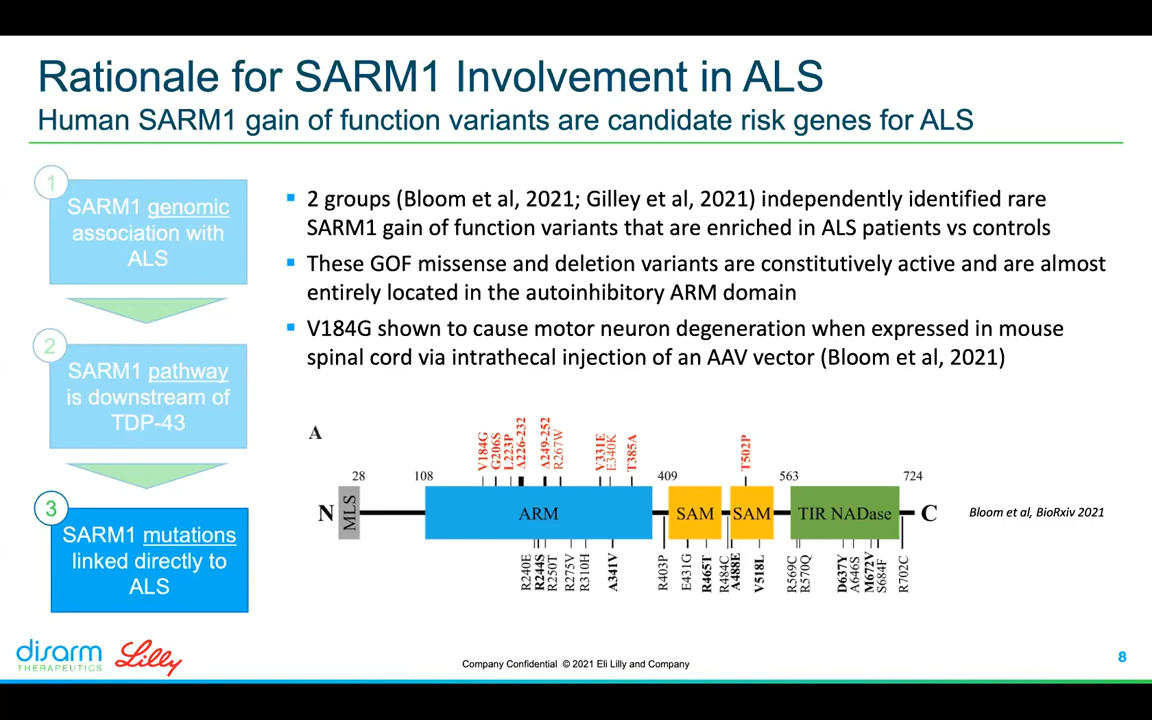 Rationale for SARM1 Involvement in ALS
Human SARM1 gain of function variants are candidate risk genes for ALS
1
SARM1 genomic
association with
ALS
2
SARM1 pathway
is downstream of
TDP-43
3
SARM1 mutations
linked directly to
ALS
2 groups (Bloom et al, 2021; Gilley et al, 2021) independently identified rare
SARM1 gain of function variants that are enriched in ALS patients vs controls
These GOF missense and deletion variants are constitutively active and are almost
entirely located in the autoinhibitory ARM domain
V184G shown to cause motor neuron degeneration when expressed in mouse
spinal cord via intrathecal injection of an AAV vector (Bloom et al, 2021)
A
V184G
G206S
L223P
Δ226-232
Δ249-252
R267W
V331E
E340K
T385A
T502P
28
108
409
563
724
N
MLS
ARM
SAM
SAM
TIR NADase
C
R240E
R244S
R250T
R275V
R310H
A341V
R403P
E431G
R465T
R484C
A488E
V518L
R569C
R570Q
D637Y
A646S
M672V
S684F
R702C
Bloom et al, BioRxiv 2021
disarm
THERAPEUTICS
Lilly
Company Confidential © 2021 Eli Lilly and Company
8